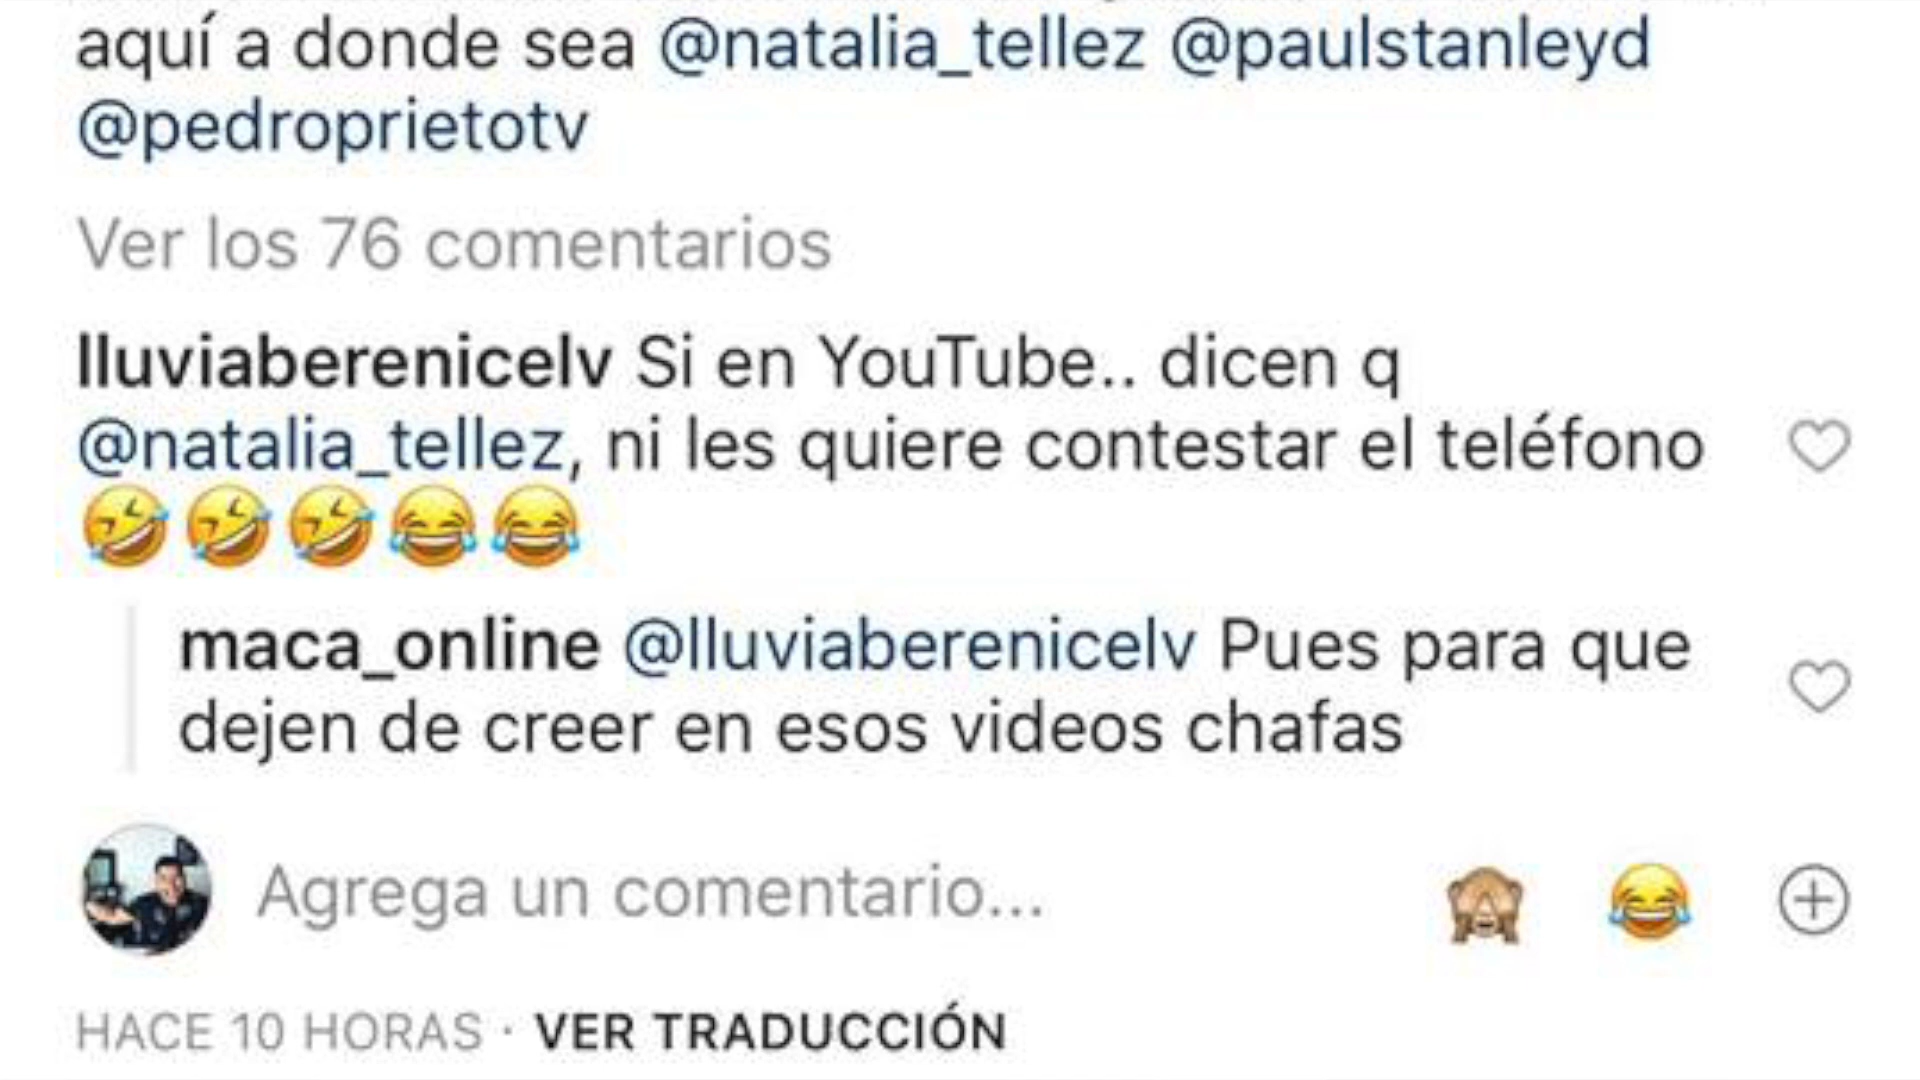 aquí a donde sea @natalia_tellez @paulstanleyd
@pedroprietotv
Ver los 76 comentarios
lluviaberenicelv Si en YouTube.. dicen q
@natalia_tellez, ni les quiere contestar el teléfono
🤣🤣🤣😂😂
maca_online @lluviaberenicelv Pues para que
dejen de creer en esos videos chafas
Agrega un comentario...
HACE 10 HORAS · VER TRADUCCIÓN